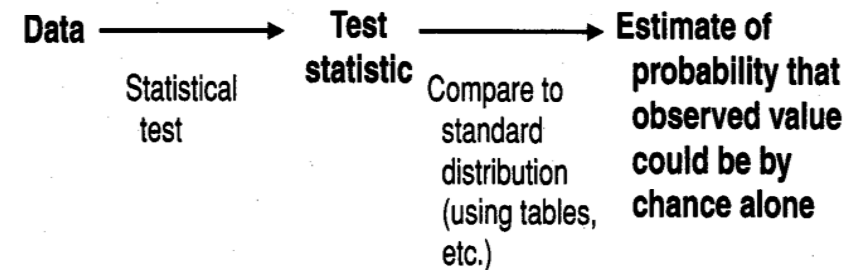 Data
Statistical
test
Test
statistic
Compare to
standard
distribution
(using tables,
etc.)
Estimate of
probability that
observed value
could be by
chance alone